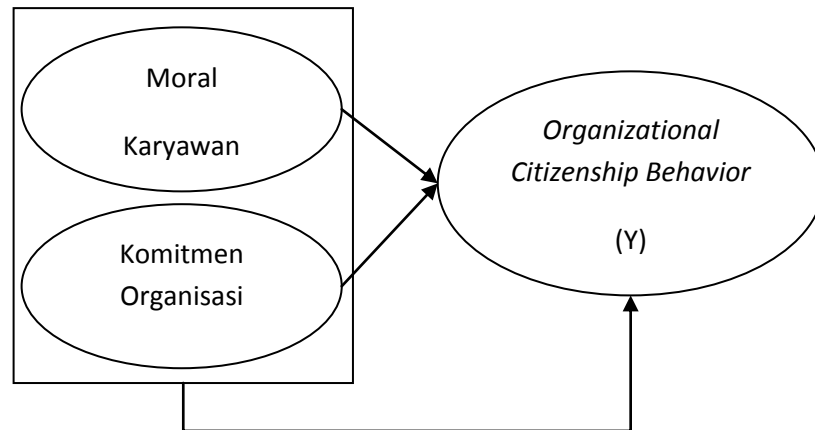 Moral
Karyawan
Komitmen
Organisasi
Organizational
Citizenship Behavior
(Y)